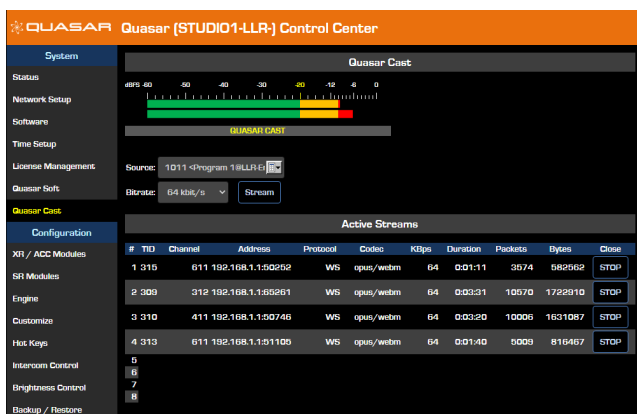 QUASAR Quasar (STUDIO1-LLR-) Control Center
System
Status
Network Setup
Software
Time Setup
License Management
Quasar Soft
Quasar Cast
Configuration
XR / ACC Modules
SR Modules
Engine
Customize
Hot Keys
Intercom Control
Brightness Control
Backup / Restore
Quasar Cast
dBFS -60 -50 -40 -30 -20 -12 -6 0
QUASAR CAST
Source: 1011 <Program 1@LLR-En
Bitrate: 64 kbit/s Stream
Active Streams
# TID Channel Address Protocol Codec KBps Duration Packets Bytes Close
1 315 611 192.168.1.1:50252 WS opus/webm 64 0:01:11 3574 582562 STOP
2 309 312 192.168.1.1:65261 WS opus/webm 64 0:03:31 10570 1722910 STOP
3 310 411 192.168.1.1:50746 WS opus/webm 64 0:03:20 10006 1631087 STOP
4 313 611 192.168.1.1:51105 WS opus/webm 64 0:01:40 5009 816467 STOP
5
6
7
8